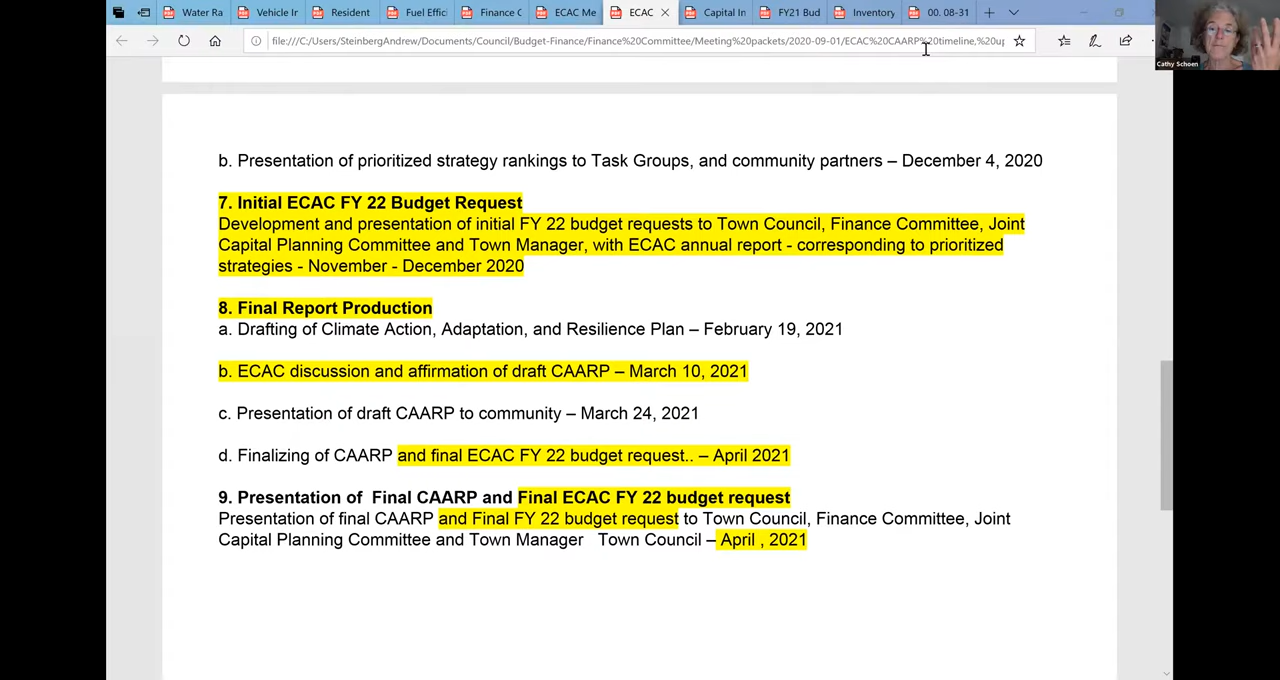 Water Ra
Vehicle Ir
Resident
Fuel Effici
Finance C
ECAC Me
ECAC
Capital In
FY21 Bud
Inventory
00. 08-31
file:///C:/Users/SteinbergAndrew/Documents/Council/Budget-Finance/Finance%20Committee/Meeting%20packets/2020-09-01/ECAC%20CAARP%20timeline,%20up
Cathy Schoen
b. Presentation of prioritized strategy rankings to Task Groups, and community partners – December 4, 2020
7. Initial ECAC FY 22 Budget Request
Development and presentation of initial FY 22 budget requests to Town Council, Finance Committee, Joint
Capital Planning Committee and Town Manager, with ECAC annual report - corresponding to prioritized
strategies - November - December 2020
8. Final Report Production
a. Drafting of Climate Action, Adaptation, and Resilience Plan – February 19, 2021
b. ECAC discussion and affirmation of draft CAARP – March 10, 2021
c. Presentation of draft CAARP to community – March 24, 2021
d. Finalizing of CAARP and final ECAC FY 22 budget request.. – April 2021
9. Presentation of  Final CAARP and Final ECAC FY 22 budget request
Presentation of final CAARP and Final FY 22 budget request to Town Council, Finance Committee, Joint
Capital Planning Committee and Town Manager   Town Council – April , 2021